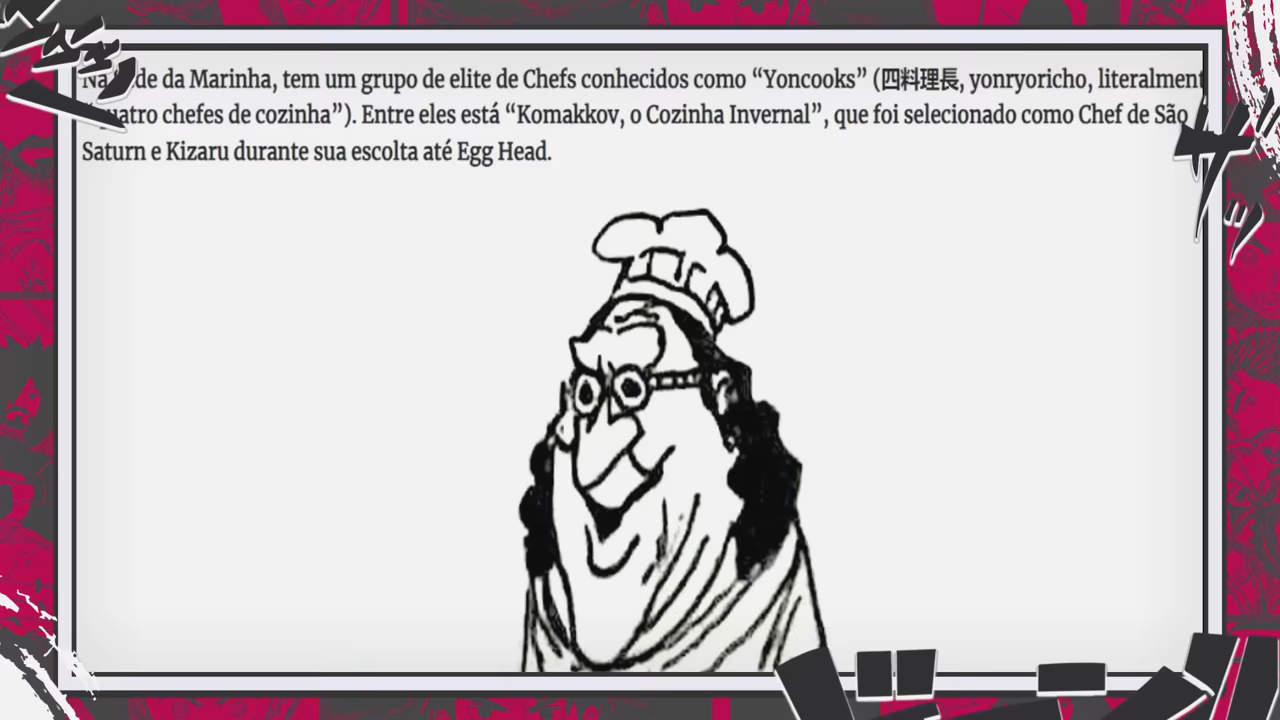 Na de da Marinha, tem um grupo de elite de Chefs conhecidos como “Yoncooks” (四料理長, yonryoricho, literalment
uatro chefes de cozinha”). Entre eles está “Komakkov, o Cozinha Invernal”, que foi selecionado como Chef de São
Saturn e Kizaru durante sua escolta até Egg Head.